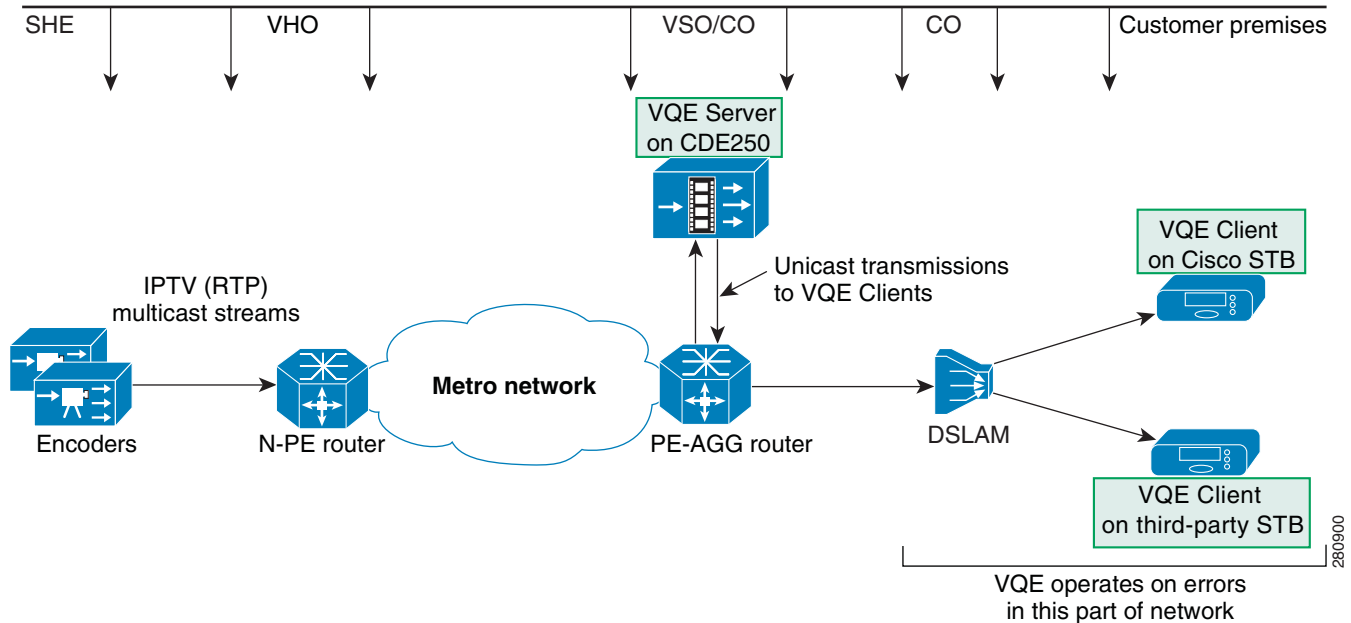 SHE
VHO
VSO/CO
CO
Customer premises
VQE Server
on CDE250
VQE Client
on Cisco STB
Unicast transmissions
to VQE Clients
IPTV (RTP)
multicast streams
Metro network
Encoders
N-PE router
PE-AGG router
DSLAM
VQE Client
on third-party STB
280900
VQE operates on errors
in this part of network